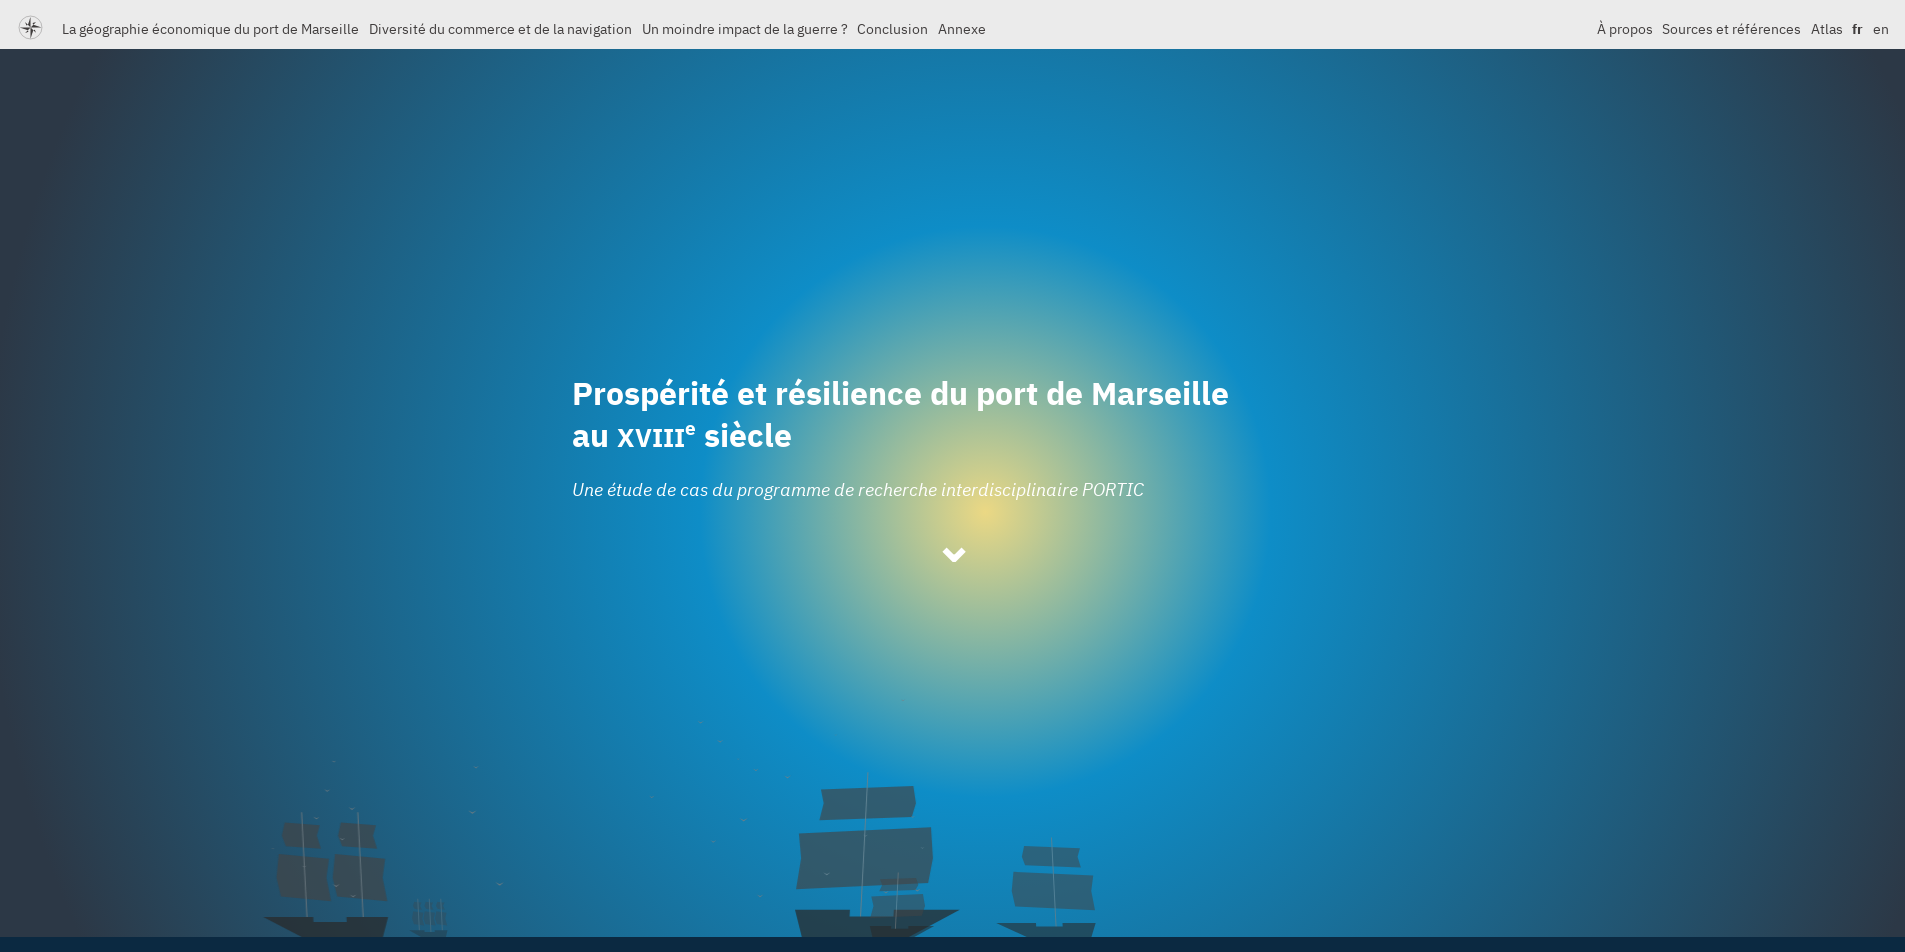 La géographie économique du port de Marseille Diversité du commerce et de la navigation Un moindre impact de la guerre ? Conclusion Annexe À propos Sources et références Atlas fr en
Prospérité et résilience du port de Marseille
au XVIIIe siècle
Une étude de cas du programme de recherche interdisciplinaire PORTIC